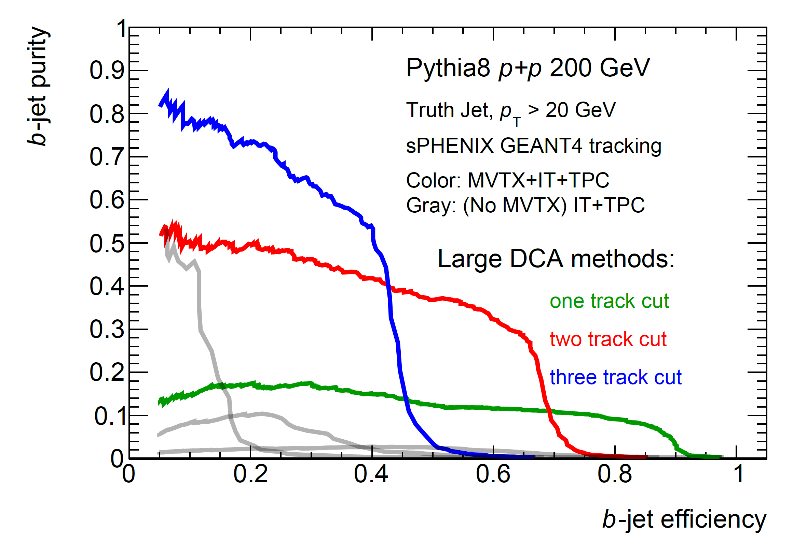 b-jet purity
0.9
0.8
0.7
0.6
0.5
0.4
0.3
0.2
0.1
0
Pythia8 p+p 200 GeV
Truth Jet, pT > 20 GeV
sPHENIX GEANT4 tracking
Color: MVTX+IT+TPC
Gray: (No MVTX) IT+TPC
Large DCA methods:
one track cut
two track cut
three track cut
0 0.2 0.4 0.6 0.8 1
b-jet efficiency